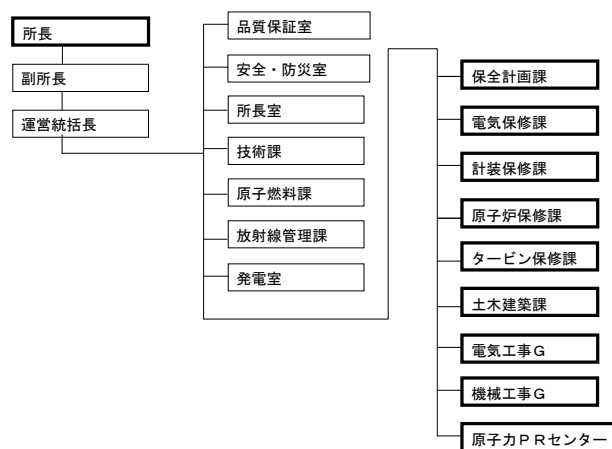 所長
副所長
運営統括長
品質保証室
安全・防災室
所長室
技術課
原子燃料課
放射線管理課
発電室
保全計画課
電気保修課
計装保修課
原子炉保修課
タービン保修課
土木建築課
電気工事G
機械工事G
原子力PRセンター